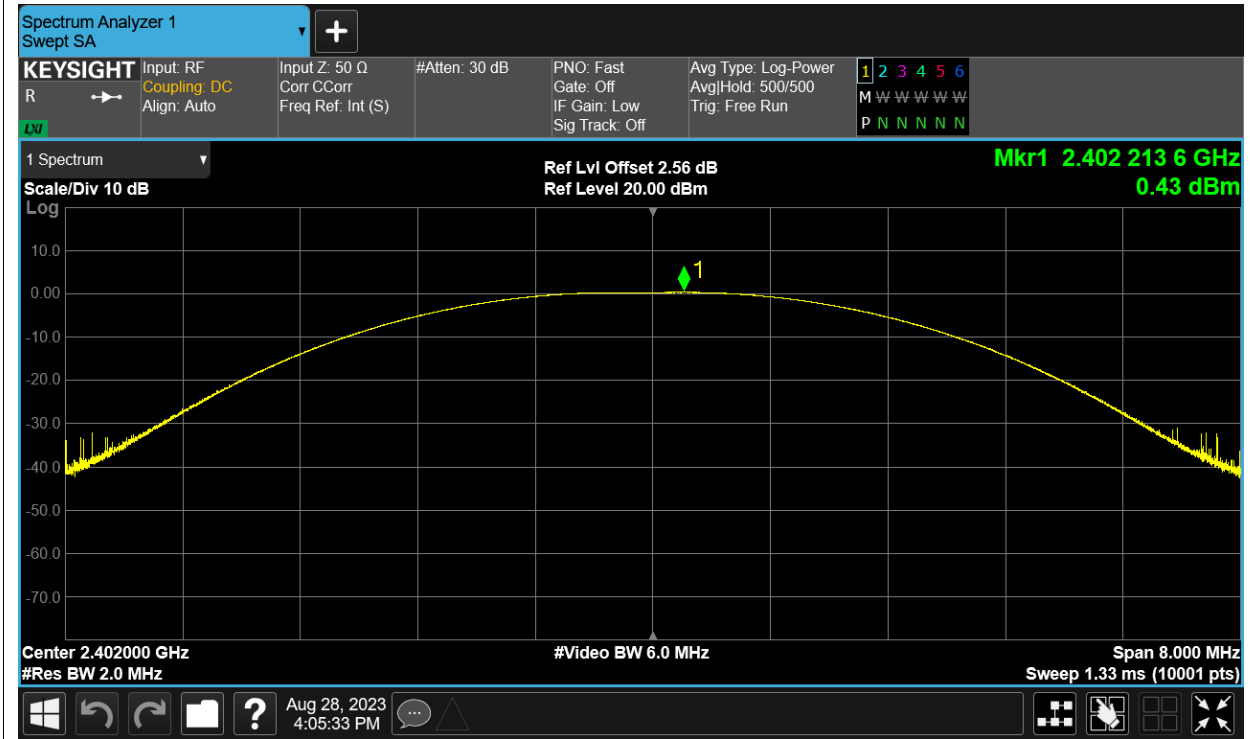 Spectrum Analyzer 1
Swept SA
+
KEYSIGHT
R
LXI
Input: RF
Coupling: DC
Align: Auto
Input Z: 50 Ω
Corr CCorr
Freq Ref: Int (S)
#Atten: 30 dB
PNO: Fast
Gate: Off
IF Gain: Low
Sig Track: Off
Avg Type: Log-Power
Avg|Hold: 500/500
Trig: Free Run
1 2 3 4 5 6
M W W W W W
P N N N N N
1 Spectrum
Scale/Div 10 dB
Log
Ref Lvl Offset 2.56 dB
Ref Level 20.00 dBm
Mkr1 2.402 213 6 GHz
0.43 dBm
1
10.0
0.00
-10.0
-20.0
-30.0
-40.0
-50.0
-60.0
-70.0
Center 2.402000 GHz
#Res BW 2.0 MHz
#Video BW 6.0 MHz
Span 8.000 MHz
Sweep 1.33 ms (10001 pts)
?
Aug 28, 2023
4:05:33 PM